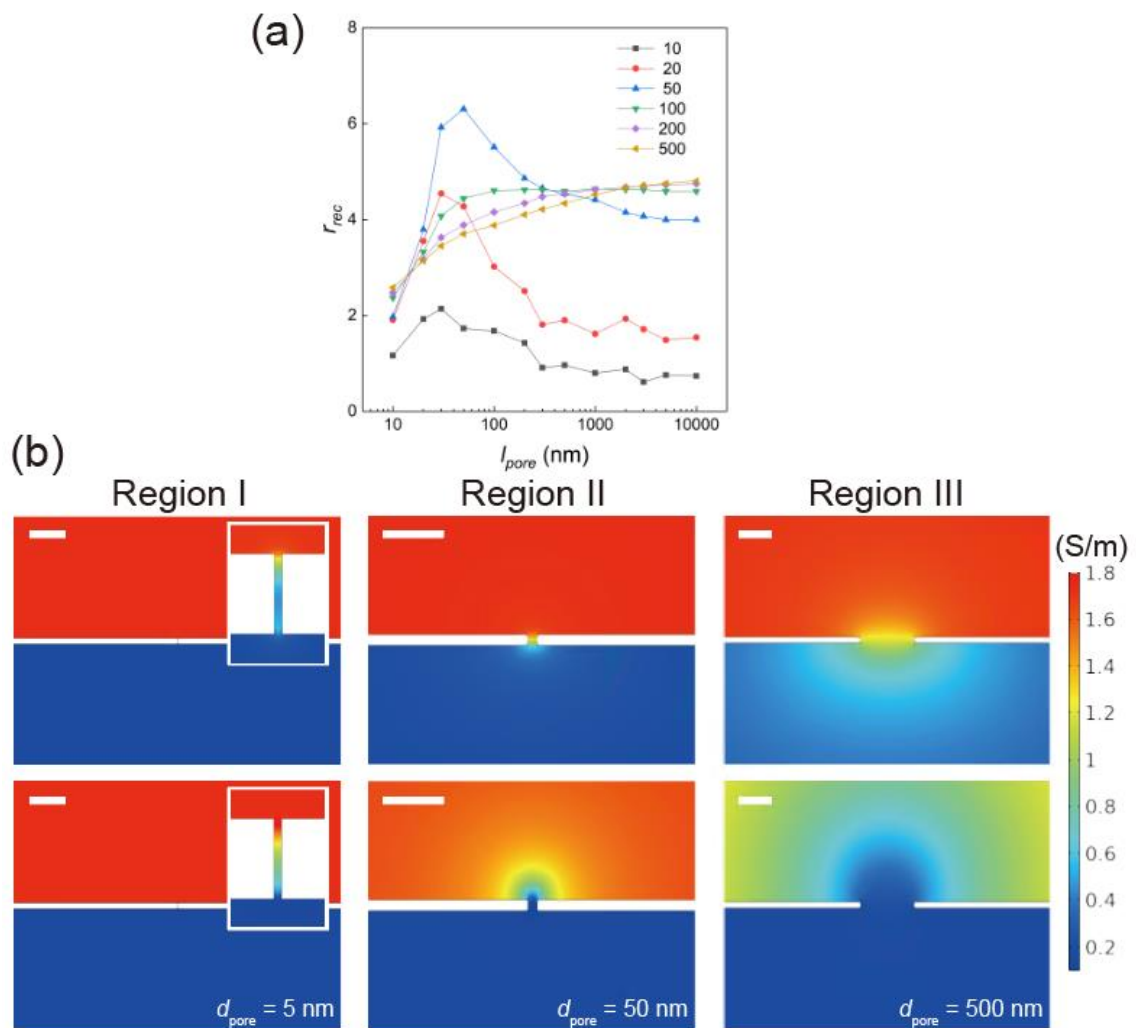 (a)
8
6
4
2
0
r_rec
10
20
50
100
200
500
10 100 1000 10000
l_pore (nm)
(b)
Region I Region II Region III
(S/m)
1.8
1.6
1.4
1.2
1
0.8
0.6
0.4
0.2
d_pore = 5 nm d_pore = 50 nm d_pore = 500 nm